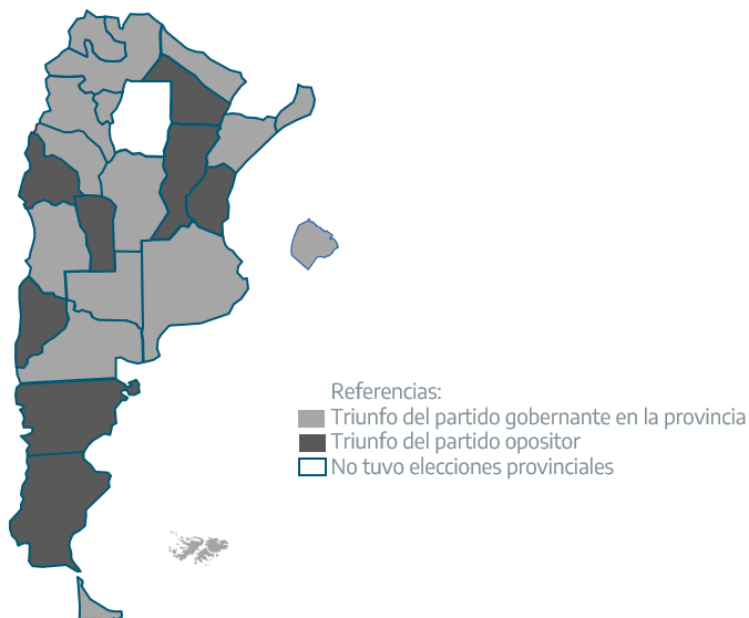 Referencias:
Triunfo del partido gobernante en la provincia
Triunfo del partido opositor
No tuvo elecciones provinciales